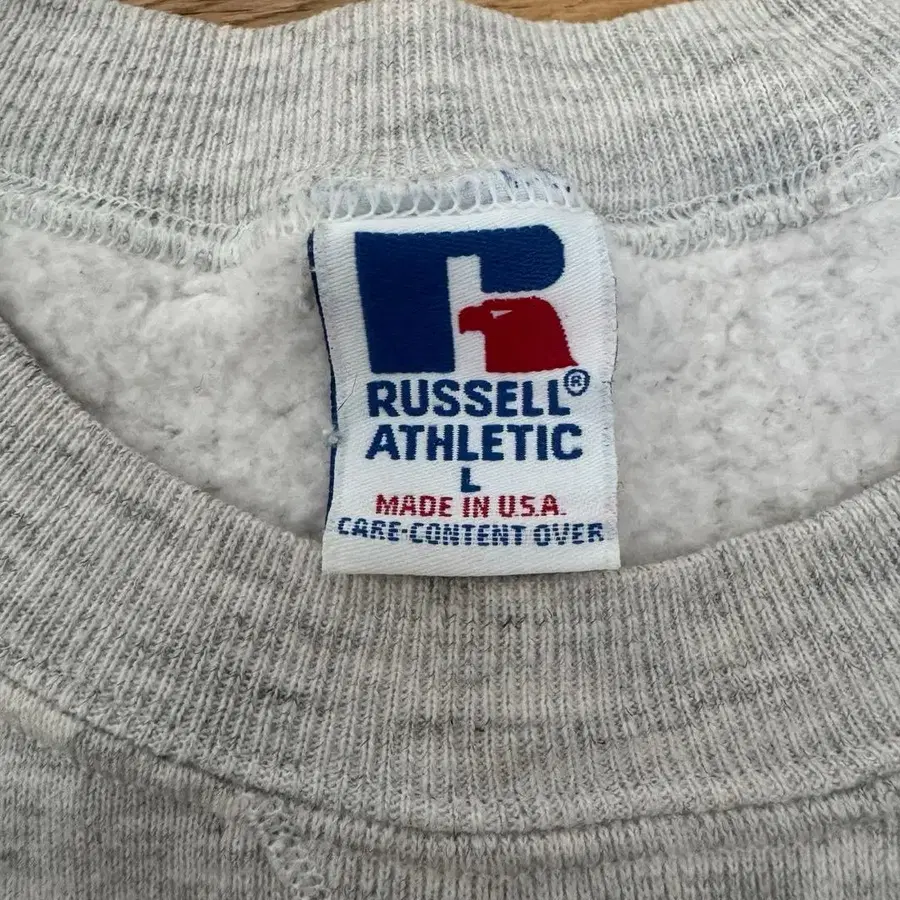 RUSSELL®
ATHLETIC
L
MADE IN U.S.A.
CARE-CONTENT OVER